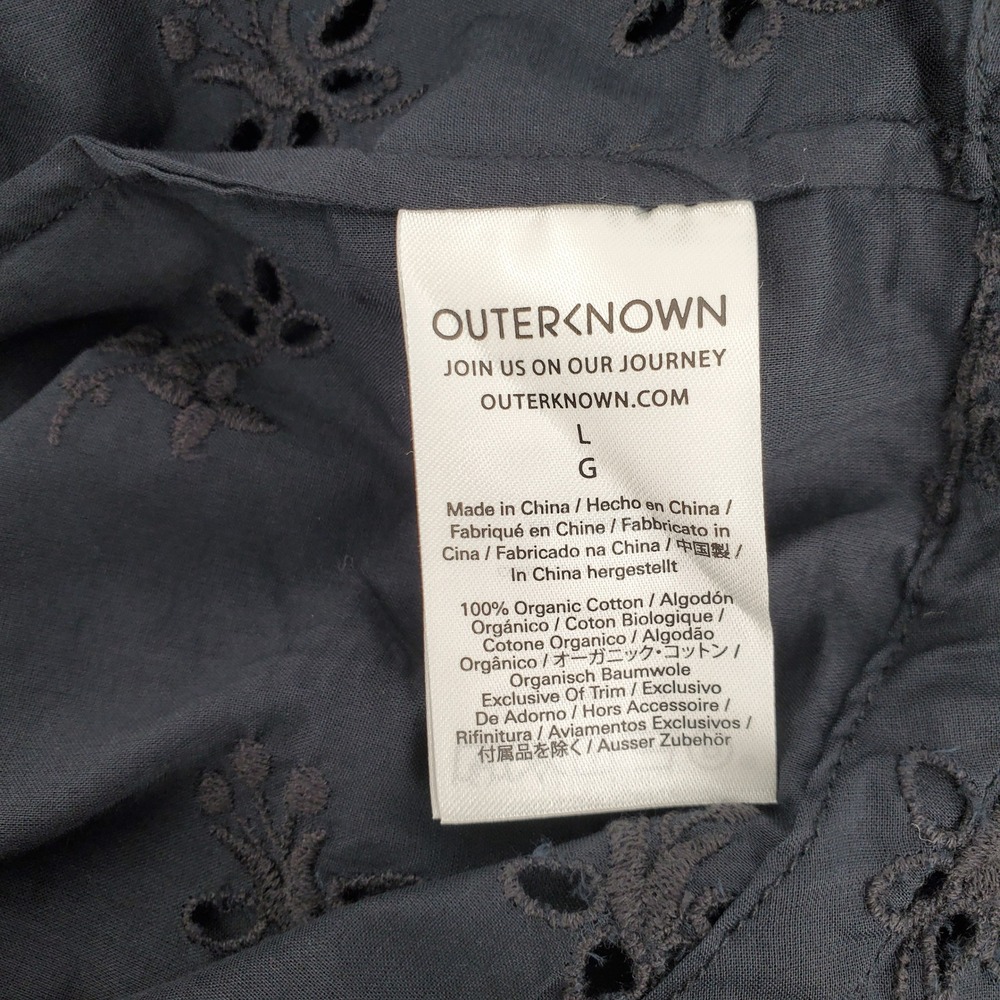 OUTERKNOWN
JOIN US ON OUR JOURNEY
OUTERKNOWN.COM
L
G
Made in China / Hecho en China /
Fabriqué en Chine / Fabbricato in
Cina / Fabricado na China / 中国製 /
In China hergestellt
100% Organic Cotton / Algodón
Orgánico / Coton Biologique /
Cotone Organico / Algodão
Orgânico / オーガニック・コットン /
Organisch Baumwole
Exclusive Of Trim / Exclusivo
De Adorno / Hors Accessoire /
Rifinitura / Aviamentos Exclusivos /
付属品を除く / Ausser Zubehör